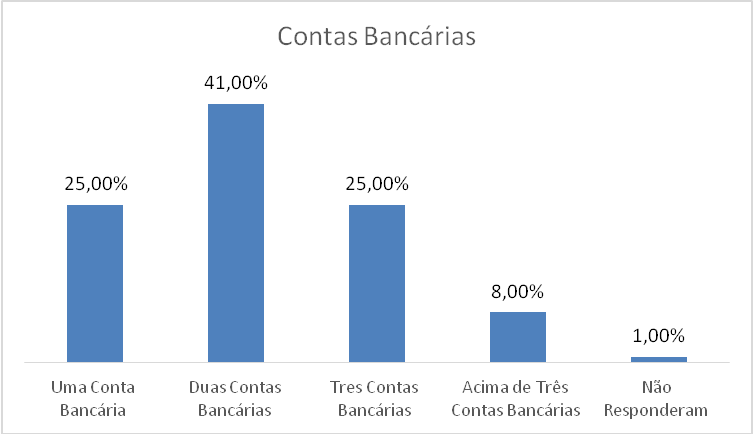 Contas Bancárias
41,00%
25,00%
25,00%
8,00%
1,00%
Uma Conta
Bancária
Duas Contas
Bancárias
Tres Contas
Bancárias
Acima de Três
Contas Bancárias
Não
Responderam